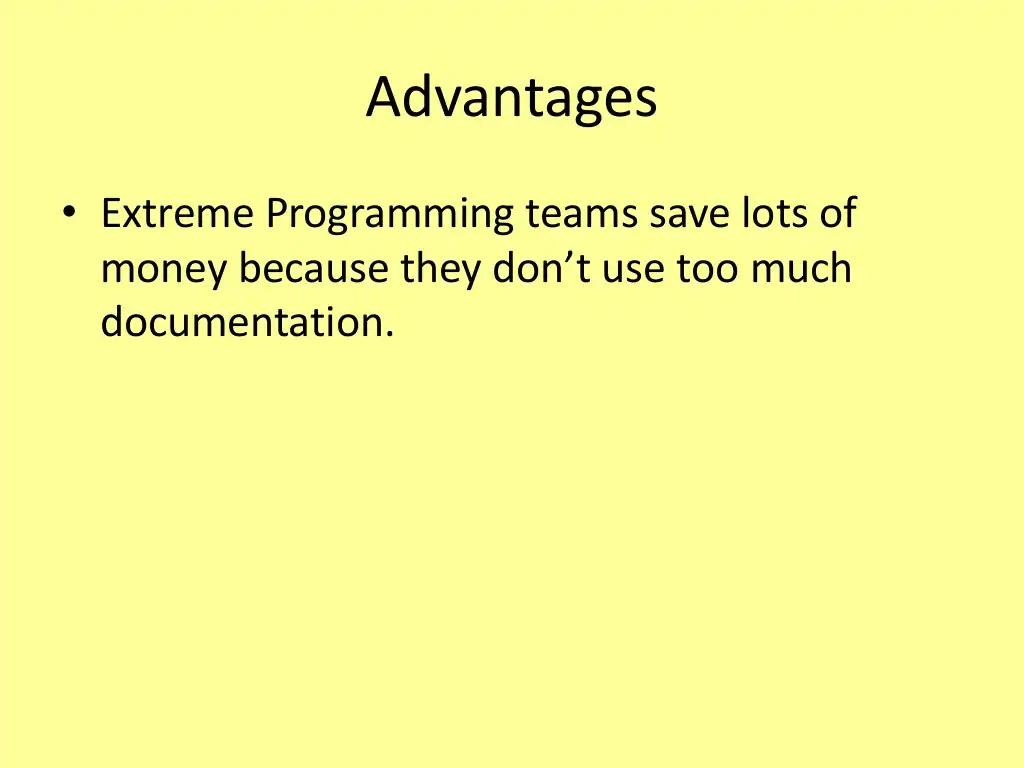 Advantages
• Extreme Programming teams save lots of
money because they don’t use too much
documentation.